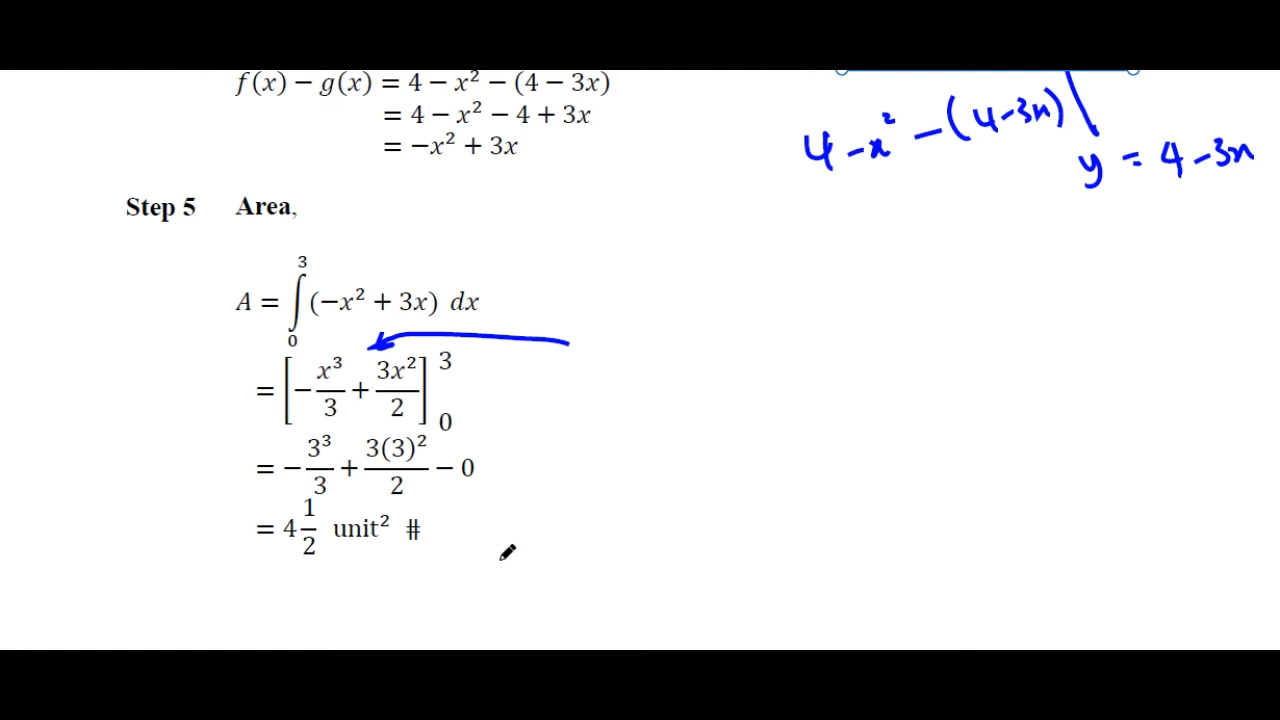 f(x) − g(x) = 4 − x² − (4 − 3x)
= 4 − x² − 4 + 3x
= −x² + 3x
4 − x² − (4 − 3x)
y = 4 − 3x
Step 5 Area,
A = ∫₀³ (−x² + 3x) dx
= [−x³/3 + 3x²/2]₀³
= −3³/3 + 3(3)²/2 − 0
= 4 1/2 unit² #